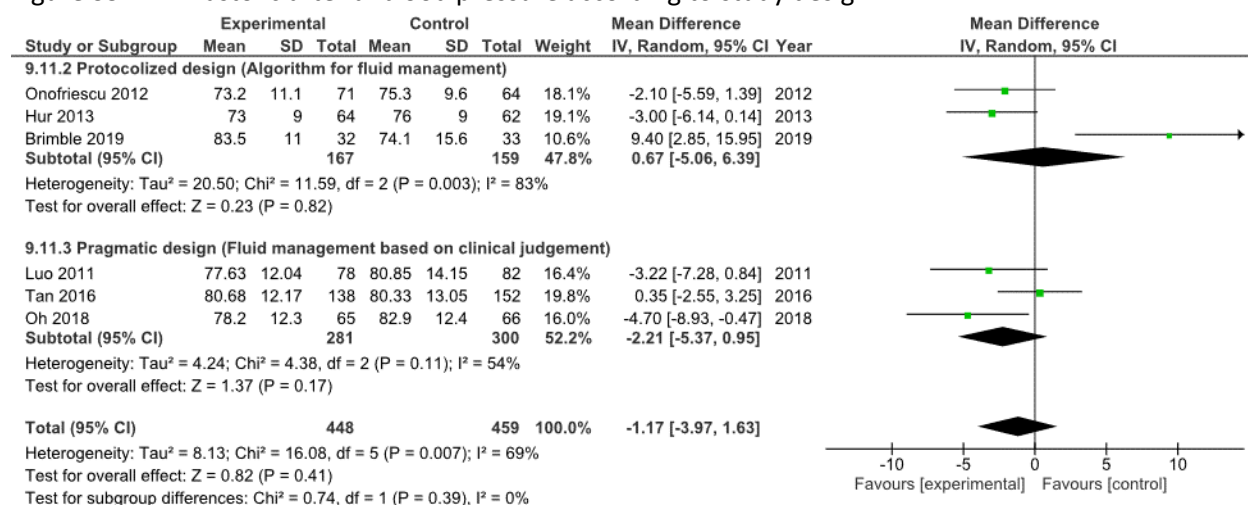 Experimental Control Mean Difference Mean Difference
Study or Subgroup Mean SD Total Mean SD Total Weight IV, Random, 95% CI Year IV, Random, 95% CI
9.11.2 Protocolized design (Algorithm for fluid management)
Onofriescu 2012 73.2 11.1 71 75.3 9.6 64 18.1% -2.10 [-5.59, 1.39] 2012
Hur 2013 73 9 64 76 9 62 19.1% -3.00 [-6.14, 0.14] 2013
Brimble 2019 83.5 11 32 74.1 15.6 33 10.6% 9.40 [2.85, 15.95] 2019
Subtotal (95% CI) 167 159 47.8% 0.67 [-5.06, 6.39]
Heterogeneity: Tau² = 20.50; Chi² = 11.59, df = 2 (P = 0.003); I² = 83%
Test for overall effect: Z = 0.23 (P = 0.82)
9.11.3 Pragmatic design (Fluid management based on clinical judgement)
Luo 2011 77.63 12.04 78 80.85 14.15 82 16.4% -3.22 [-7.28, 0.84] 2011
Tan 2016 80.68 12.17 138 80.33 13.05 152 19.8% 0.35 [-2.55, 3.25] 2016
Oh 2018 78.2 12.3 65 82.9 12.4 66 16.0% -4.70 [-8.93, -0.47] 2018
Subtotal (95% CI) 281 300 52.2% -2.21 [-5.37, 0.95]
Heterogeneity: Tau² = 4.24; Chi² = 4.38, df = 2 (P = 0.11); I² = 54%
Test for overall effect: Z = 1.37 (P = 0.17)
Total (95% CI) 448 459 100.0% -1.17 [-3.97, 1.63]
Heterogeneity: Tau² = 8.13; Chi² = 16.08, df = 5 (P = 0.007); I² = 69%
Test for overall effect: Z = 0.82 (P = 0.41)
Test for subgroup differences: Chi² = 0.74, df = 1 (P = 0.39), I² = 0%
-10 -5 0 5 10
Favours [experimental] Favours [control]